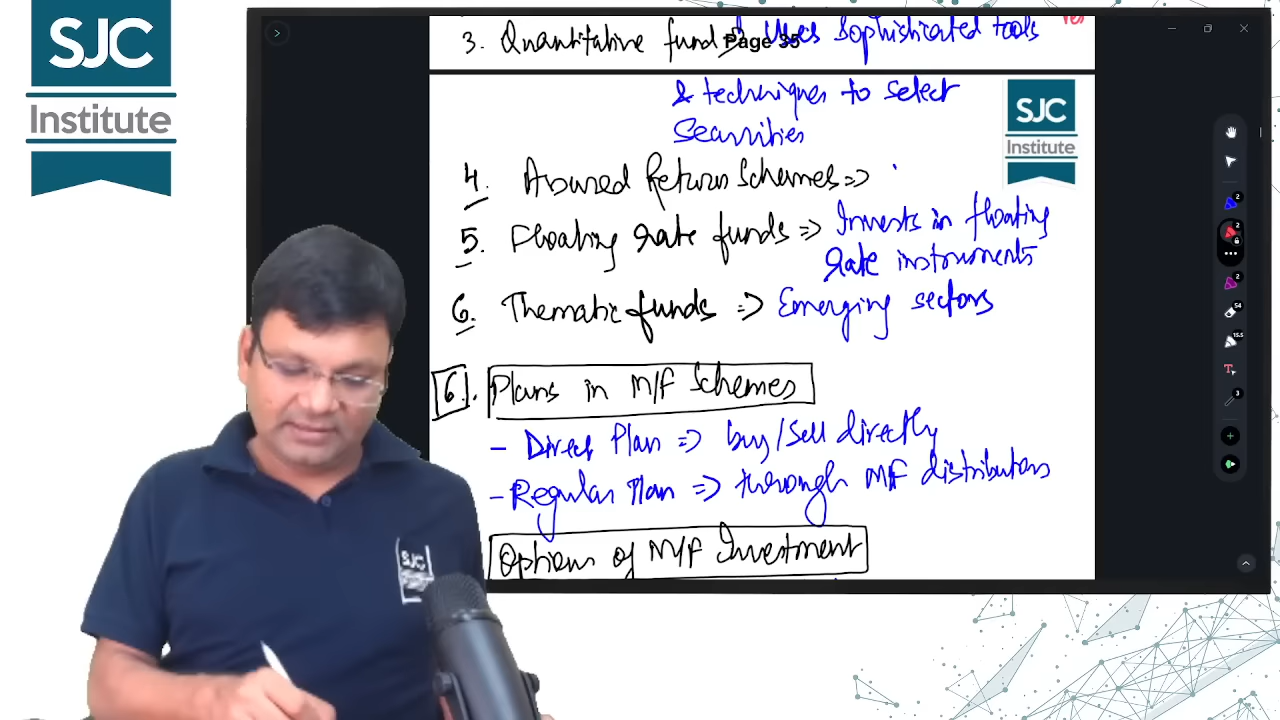 SJC
Institute
3. Quantitative funds Uses Sophisticated tools
Page 35
& techniques to select
Securities
SJC
Institute
4. Assured Return Schemes =>
5. Floating rate funds => Invests in floating
rate instruments
6. Thematic funds => Emerging sectors
6. Plans in M/F Schemes
- Direct Plan => buy/sell directly
- Regular Plan => through MF distributors
Options of M/F Investment
SJC